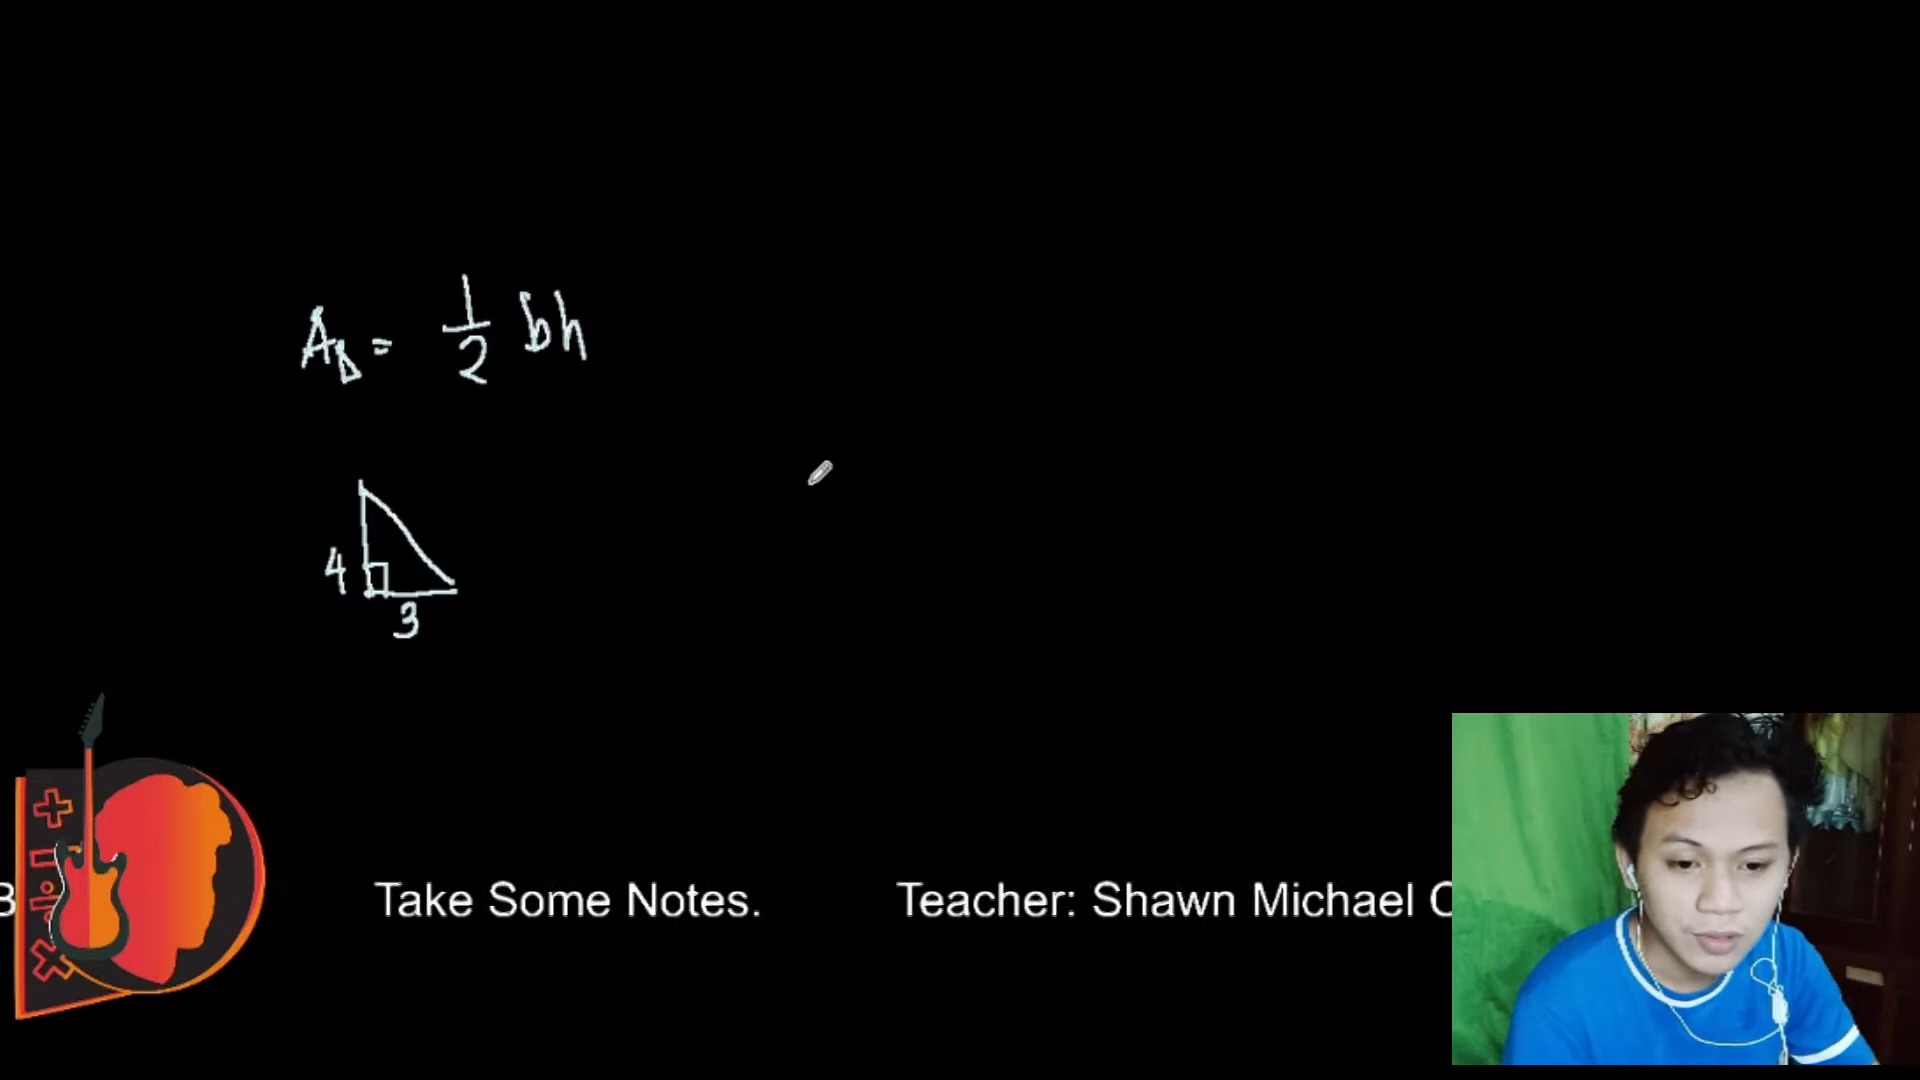 A△ = 1/2 bh
4
3
B Take Some Notes. Teacher: Shawn Michael C